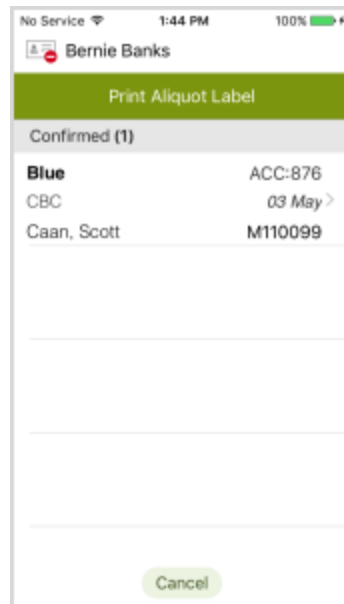 No Service 1:44 PM 100%
Bernie Banks
Print Aliquot Label
Confirmed (1)
Blue ACC:876
CBC 03 May >
Caan, Scott M110099
Cancel